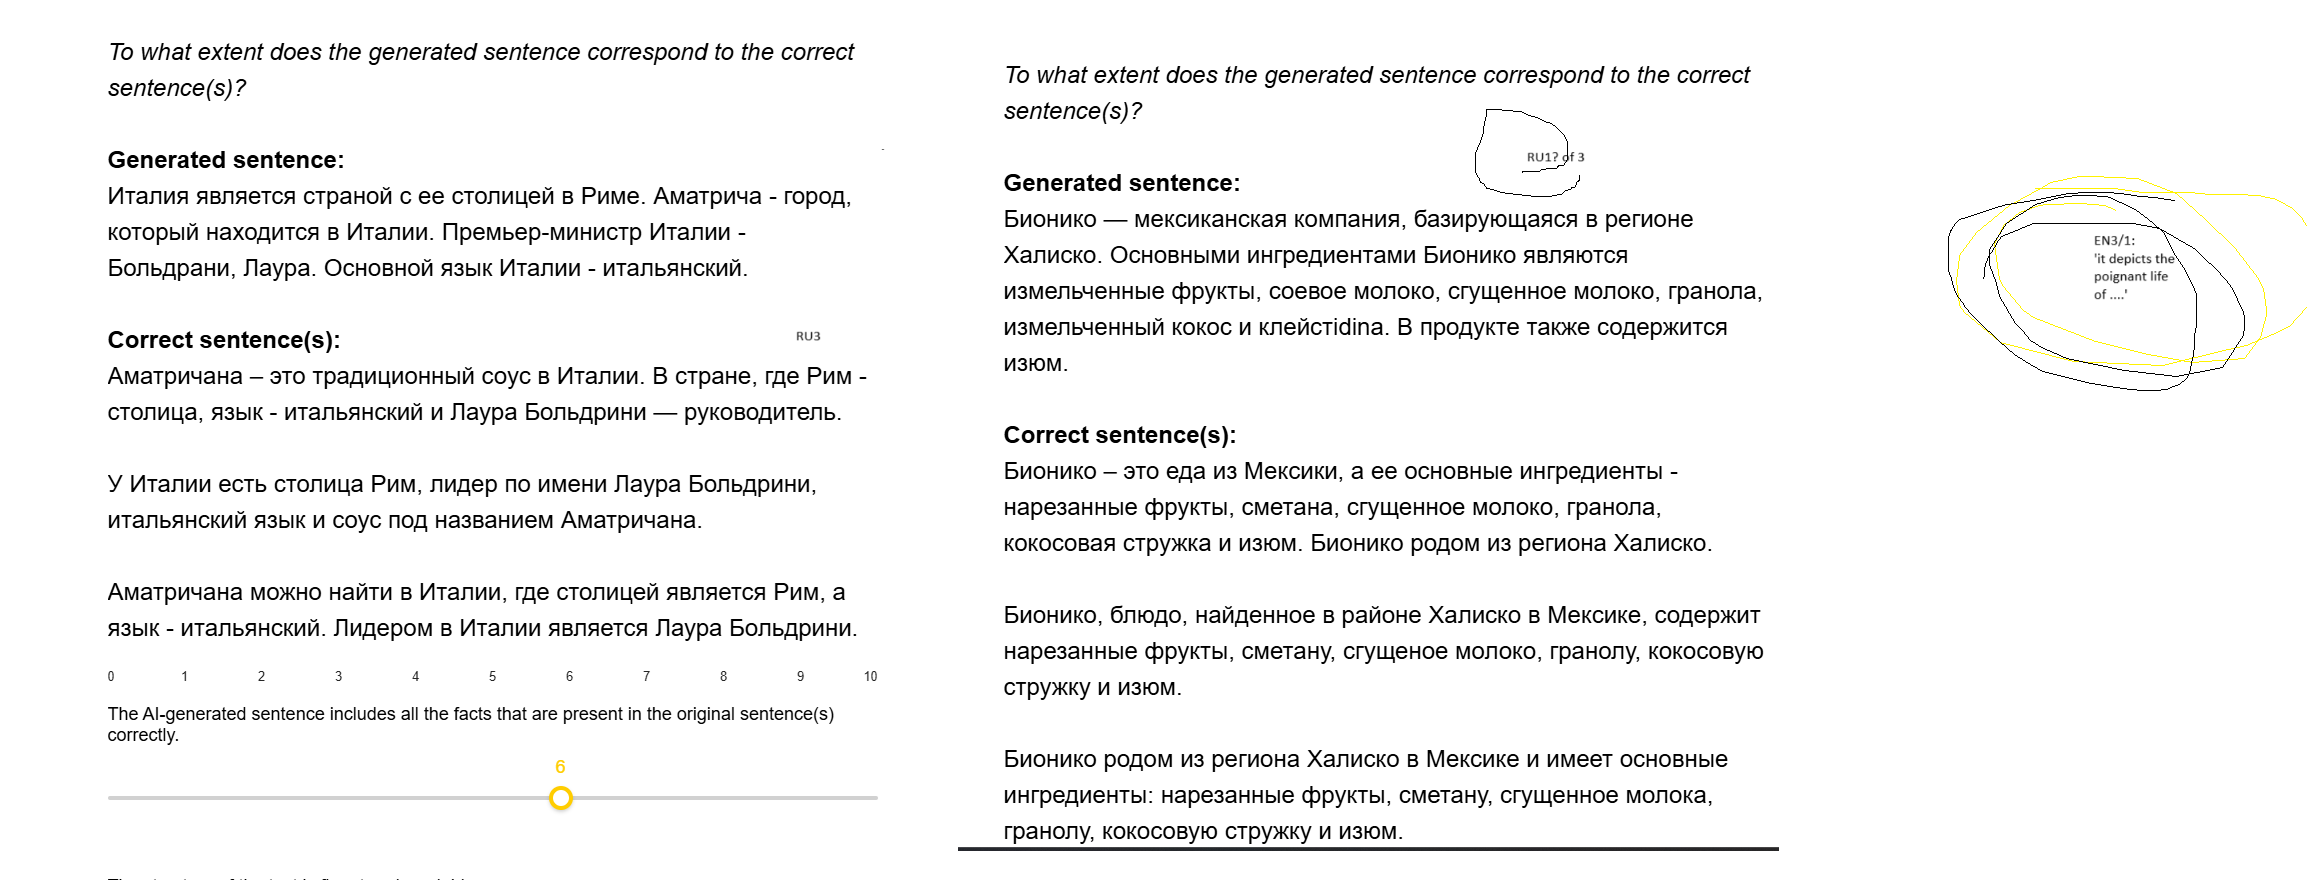 To what extent does the generated sentence correspond to the correct
sentence(s)?
Generated sentence:
Италия является страной с ее столицей в Риме. Аматрича - город,
который находится в Италии. Премьер-министр Италии -
Больдрани, Лаура. Основной язык Италии - итальянский.
Correct sentence(s):
RU3
Аматричана – это традиционный соус в Италии. В стране, где Рим -
столица, язык - итальянский и Лаура Больдрини — руководитель.
У Италии есть столица Рим, лидер по имени Лаура Больдрини,
итальянский язык и соус под названием Аматричана.
Аматричана можно найти в Италии, где столицей является Рим, а
язык - итальянский. Лидером в Италии является Лаура Больдрини.
0 1 2 3 4 5 6 7 8 9 10
The AI-generated sentence includes all the facts that are present in the original sentence(s)
correctly.
6
To what extent does the generated sentence correspond to the correct
sentence(s)?
RU1? of 3
Generated sentence:
Бионико — мексиканская компания, базирующаяся в регионе
Халиско. Основными ингредиентами Бионико являются
измельченные фрукты, соевое молоко, сгущенное молоко, гранола,
измельченный кокос и клейстidina. В продукте также содержится
изюм.
Correct sentence(s):
Бионико – это еда из Мексики, а ее основные ингредиенты -
нарезанные фрукты, сметана, сгущенное молоко, гранола,
кокосовая стружка и изюм. Бионико родом из региона Халиско.
Бионико, блюдо, найденное в районе Халиско в Мексике, содержит
нарезанные фрукты, сметану, сгущеное молоко, гранолу, кокосовую
стружку и изюм.
Бионико родом из региона Халиско в Мексике и имеет основные
ингредиенты: нарезанные фрукты, сметану, сгущенное молока,
гранолу, кокосовую стружку и изюм.
EN3/1:
'it depicts the
poignant life
of ....'